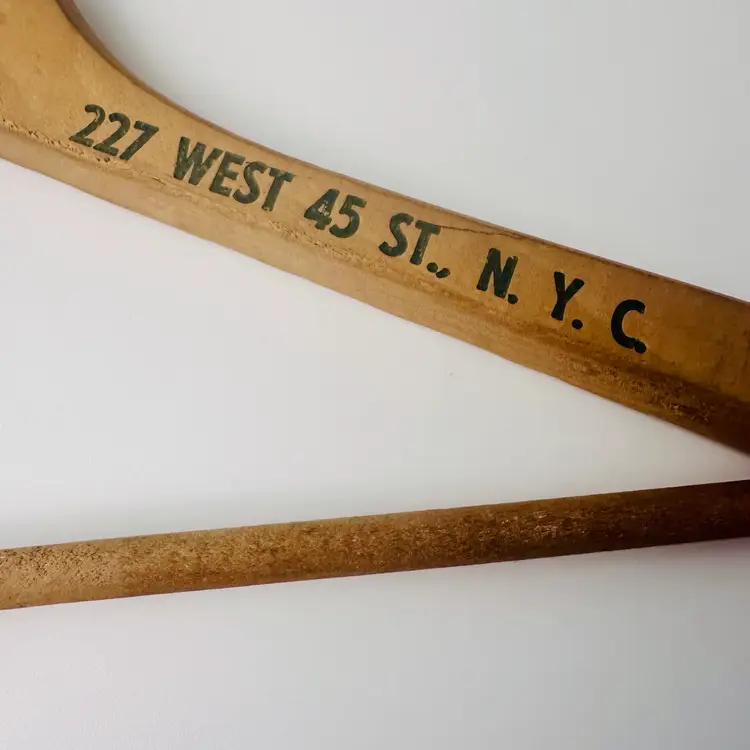 227 WEST 45 ST., N. Y. C.